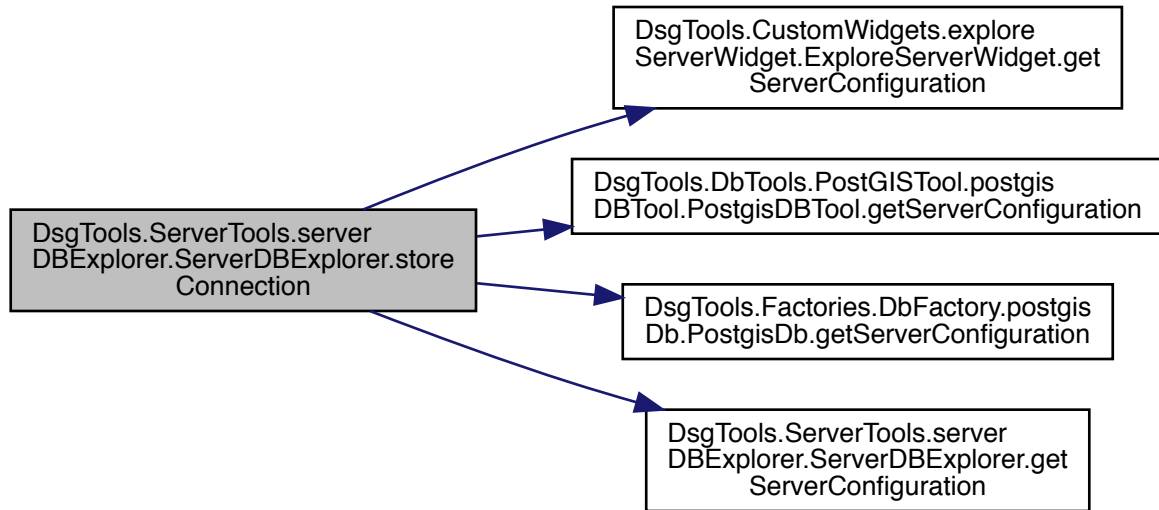 DsgTools.ServerTools.server
DBExplorer.ServerDBExplorer.store
Connection
DsgTools.CustomWidgets.explore
ServerWidget.ExploreServerWidget.get
ServerConfiguration
DsgTools.DbTools.PostGISTool.postgis
DBTool.PostgisDBTool.getServerConfiguration
DsgTools.Factories.DbFactory.postgis
Db.PostgisDb.getServerConfiguration
DsgTools.ServerTools.server
DBExplorer.ServerDBExplorer.get
ServerConfiguration